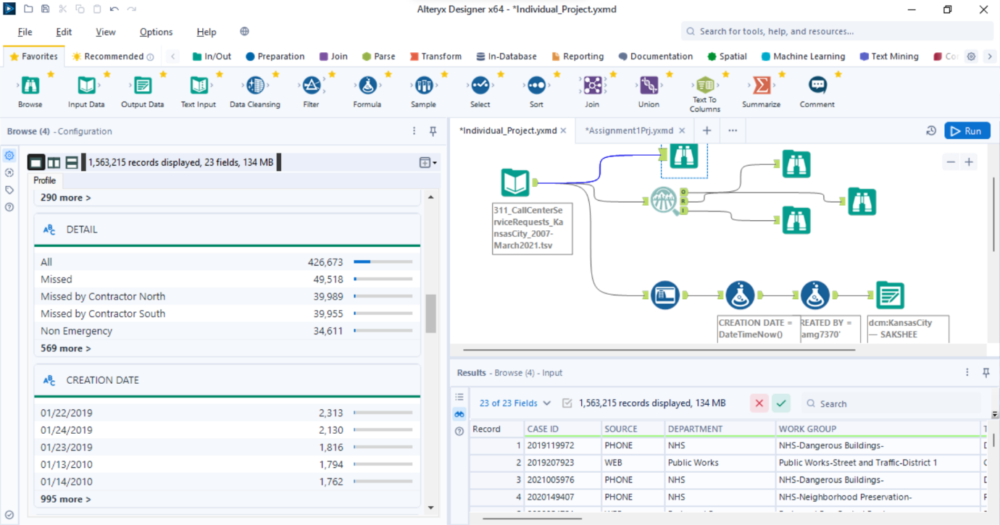 Alteryx Designer x64 - *Individual_Project.yxmd
File Edit View Options Help
Search for tools, help, and resources...
Favorites Recommended In/Out Preparation Join Parse Transform In-Database Reporting Documentation Spatial Machine Learning Text Mining Co
Browse Input Data Output Data Text Input Data Cleansing Filter Formula Sample Select Sort Join Union Text To Columns Summarize Comment
Browse (4) - Configuration
1,563,215 records displayed, 23 fields, 134 MB
Profile
290 more >
ABC DETAIL
All 426,673
Missed 49,518
Missed by Contractor North 39,989
Missed by Contractor South 39,955
Non Emergency 34,611
569 more >
ABC CREATION DATE
01/22/2019 2,313
01/24/2019 2,130
01/23/2019 1,816
01/13/2010 1,794
01/14/2010 1,762
995 more >
*Individual_Project.yxmd *Assignment1Prj.yxmd
Run
311_CallCenterSe
rviceRequests_Ka
nsasCity_2007-
March2021.tsv
O
R
I
CREATION DATE =
DateTimeNow()
REATED BY =
amg7370'
dcm:KansasCity
— SAKSHEE
Results - Browse (4) - Input
23 of 23 Fields 1,563,215 records displayed, 134 MB Search
Record CASE ID SOURCE DEPARTMENT WORK GROUP T
1 2019119972 PHONE NHS NHS-Dangerous Buildings-
2 2019207923 WEB Public Works Public Works-Street and Traffic-District 1
3 2021005976 PHONE NHS NHS-Dangerous Buildings-
4 2020149407 PHONE NHS NHS-Neighborhood Preservation-